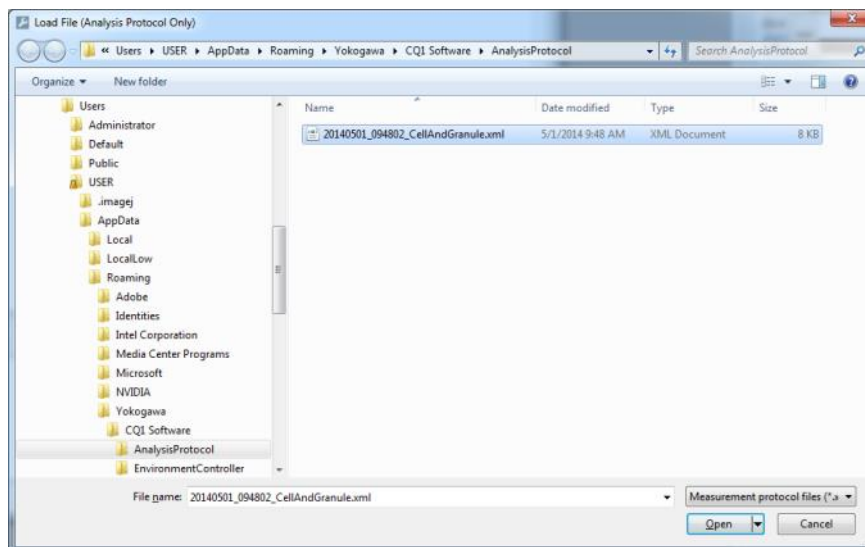 Load File (Analysis Protocol Only)
« Users ▸ USER ▸ AppData ▸ Roaming ▸ Yokogawa ▸ CQ1 Software ▸ AnalysisProtocol
Search AnalysisProtocol
Organize ▾ New folder
Users
Administrator
Default
Public
USER
.imagej
AppData
Local
LocalLow
Roaming
Adobe
Identities
Intel Corporation
Media Center Programs
Microsoft
NVIDIA
Yokogawa
CQ1 Software
AnalysisProtocol
EnvironmentController
Name Date modified Type Size
20140501_094802_CellAndGranule.xml 5/1/2014 9:48 AM XML Document 8 KB
File name: 20140501_094802_CellAndGranule.xml
Measurement protocol files (*.a
Open Cancel